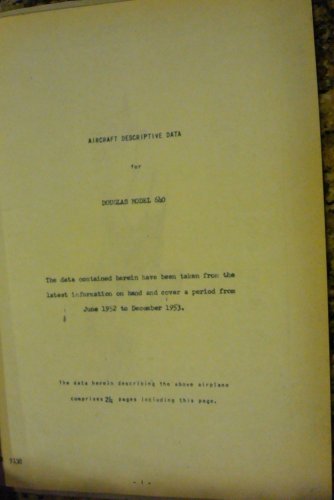 AIRCRAFT DESCRIPTIVE DATA
for
DOUGLAS MODEL 640
The data contained herein have been taken from the
latest information on hand and cover a period from
June 1952 to December 1953.
The data herein describing the above airplane
comprises 24 pages including this page.
- 1 -